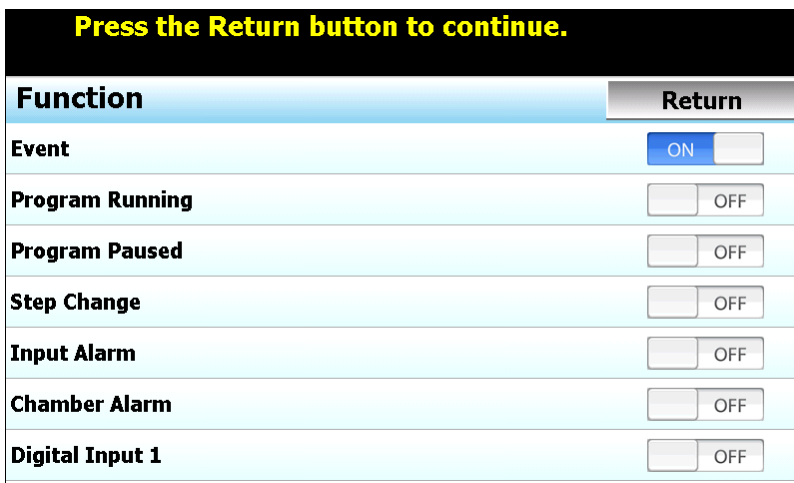 Press the Return button to continue.
Function Return
Event ON
Program Running OFF
Program Paused OFF
Step Change OFF
Input Alarm OFF
Chamber Alarm OFF
Digital Input 1 OFF